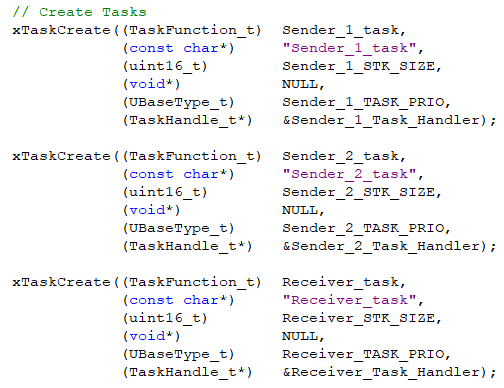 // Create Tasks
xTaskCreate((TaskFunction_t) Sender_1_task,
(const char*) "Sender_1_task",
(uint16_t) Sender_1_STK_SIZE,
(void*) NULL,
(UBaseType_t) Sender_1_TASK_PRIO,
(TaskHandle_t*) &Sender_1_Task_Handler);
xTaskCreate((TaskFunction_t) Sender_2_task,
(const char*) "Sender_2_task",
(uint16_t) Sender_2_STK_SIZE,
(void*) NULL,
(UBaseType_t) Sender_2_TASK_PRIO,
(TaskHandle_t*) &Sender_2_Task_Handler);
xTaskCreate((TaskFunction_t) Receiver_task,
(const char*) "Receiver_task",
(uint16_t) Receiver_STK_SIZE,
(void*) NULL,
(UBaseType_t) Receiver_TASK_PRIO,
(TaskHandle_t*) &Receiver_Task_Handler);